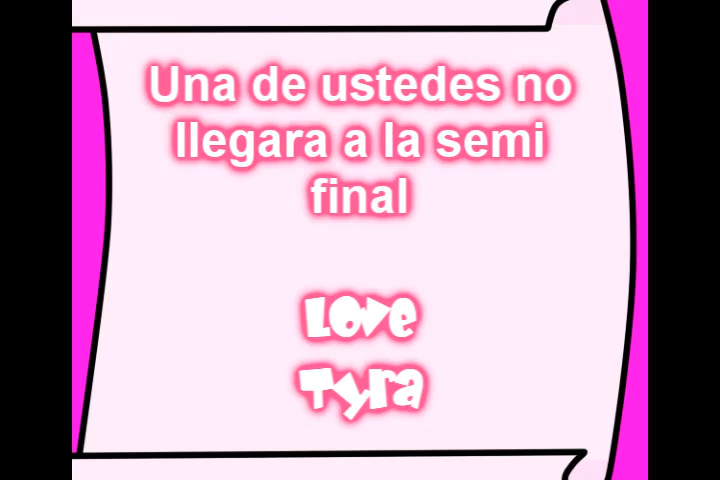 Una de ustedes no
llegara a la semi
final
Love
Tyra